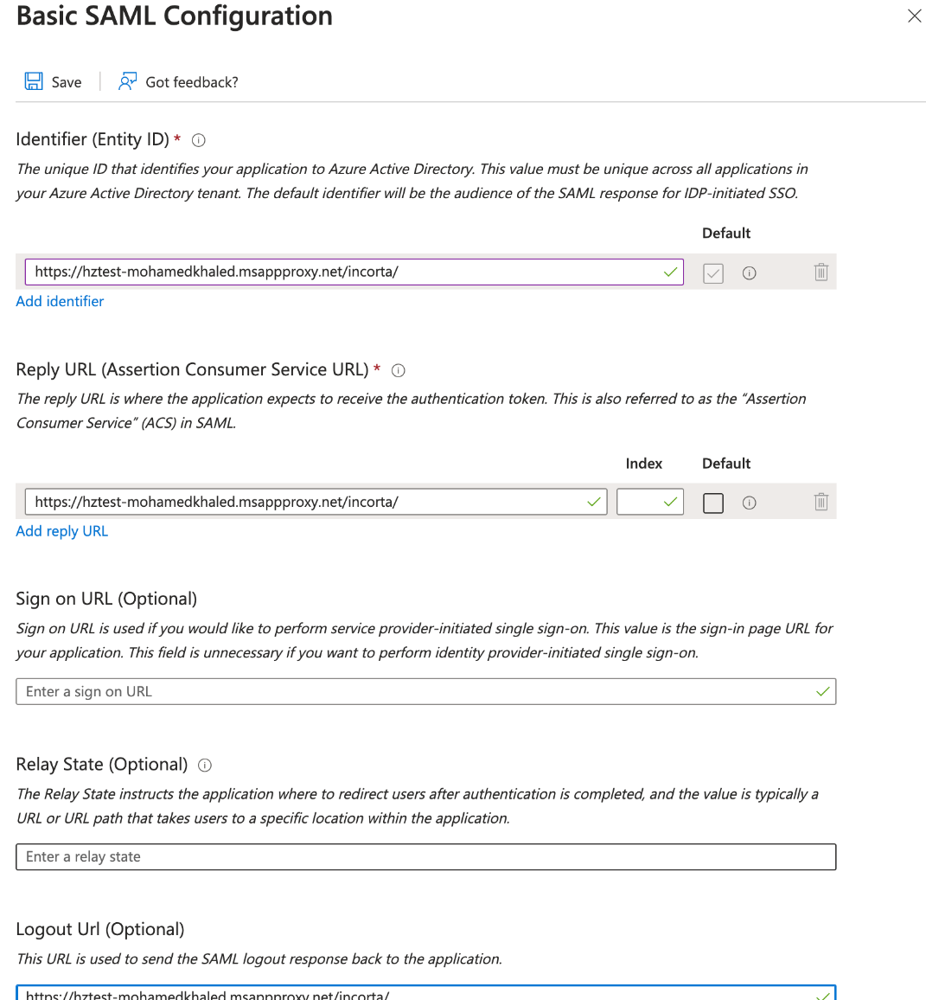 Basic SAML Configuration
Save
Got feedback?
Identifier (Entity ID) *
The unique ID that identifies your application to Azure Active Directory. This value must be unique across all applications in
your Azure Active Directory tenant. The default identifier will be the audience of the SAML response for IDP-initiated SSO.
Default
https://hztest-mohamedkhaled.msappproxy.net/incorta/
Add identifier
Reply URL (Assertion Consumer Service URL) *
The reply URL is where the application expects to receive the authentication token. This is also referred to as the “Assertion
Consumer Service” (ACS) in SAML.
Index Default
https://hztest-mohamedkhaled.msappproxy.net/incorta/
Add reply URL
Sign on URL (Optional)
Sign on URL is used if you would like to perform service provider-initiated single sign-on. This value is the sign-in page URL for
your application. This field is unnecessary if you want to perform identity provider-initiated single sign-on.
Enter a sign on URL
Relay State (Optional)
The Relay State instructs the application where to redirect users after authentication is completed, and the value is typically a
URL or URL path that takes users to a specific location within the application.
Enter a relay state
Logout Url (Optional)
This URL is used to send the SAML logout response back to the application.
https://hztest-mohamedkhaled.msappproxy.net/incorta/